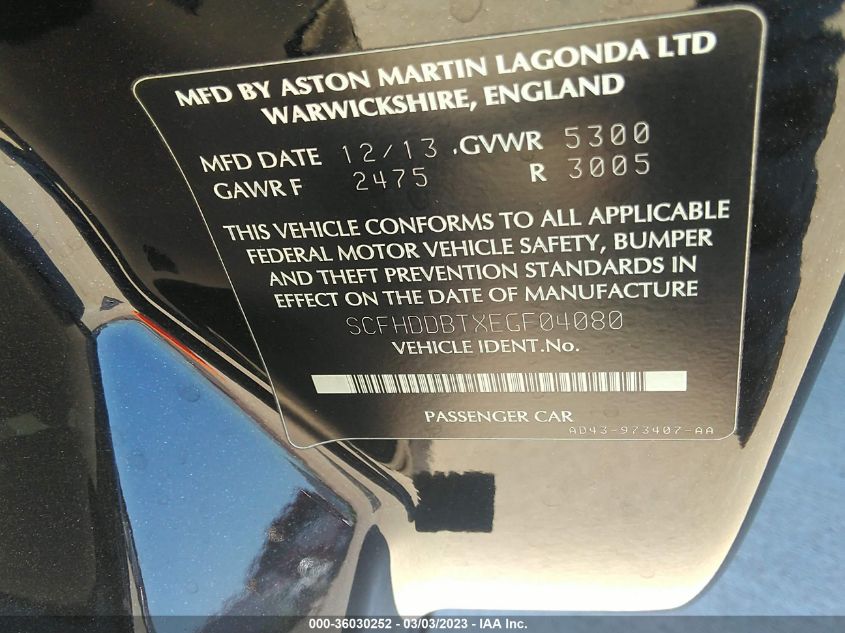 MFD BY ASTON MARTIN LAGONDA LTD
WARWICKSHIRE, ENGLAND
MFD DATE 12/13 .GVWR 5300
GAWR F 2475 R 3005
THIS VEHICLE CONFORMS TO ALL APPLICABLE
FEDERAL MOTOR VEHICLE SAFETY, BUMPER
AND THEFT PREVENTION STANDARDS IN
EFFECT ON THE DATE OF MANUFACTURE
SCFHDDBTXEGF04080
VEHICLE IDENT.No.
PASSENGER CAR
AD43-973407-AA
000-36030252 - 03/03/2023 - IAA Inc.